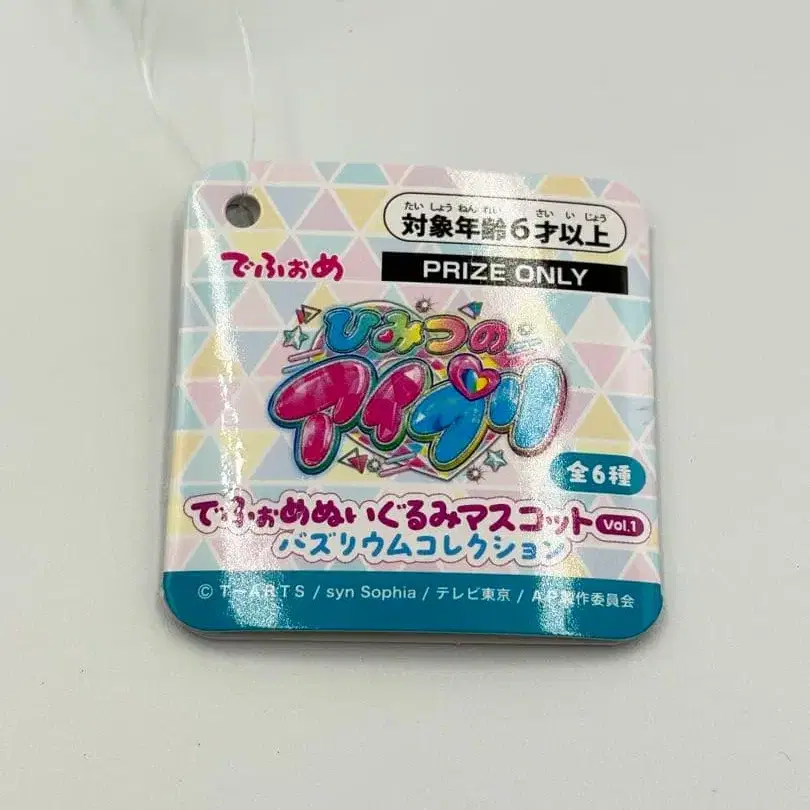 たいしょうねんれい さいいじょう
対象年齢6才以上
でふぉめ
PRIZE ONLY
ひみつの
アイプリ
全6種
でふぉめぬいぐるみマスコット Vol.1
バズリウムコレクション
© T-ARTS / syn Sophia / テレビ東京 / AP製作委員会